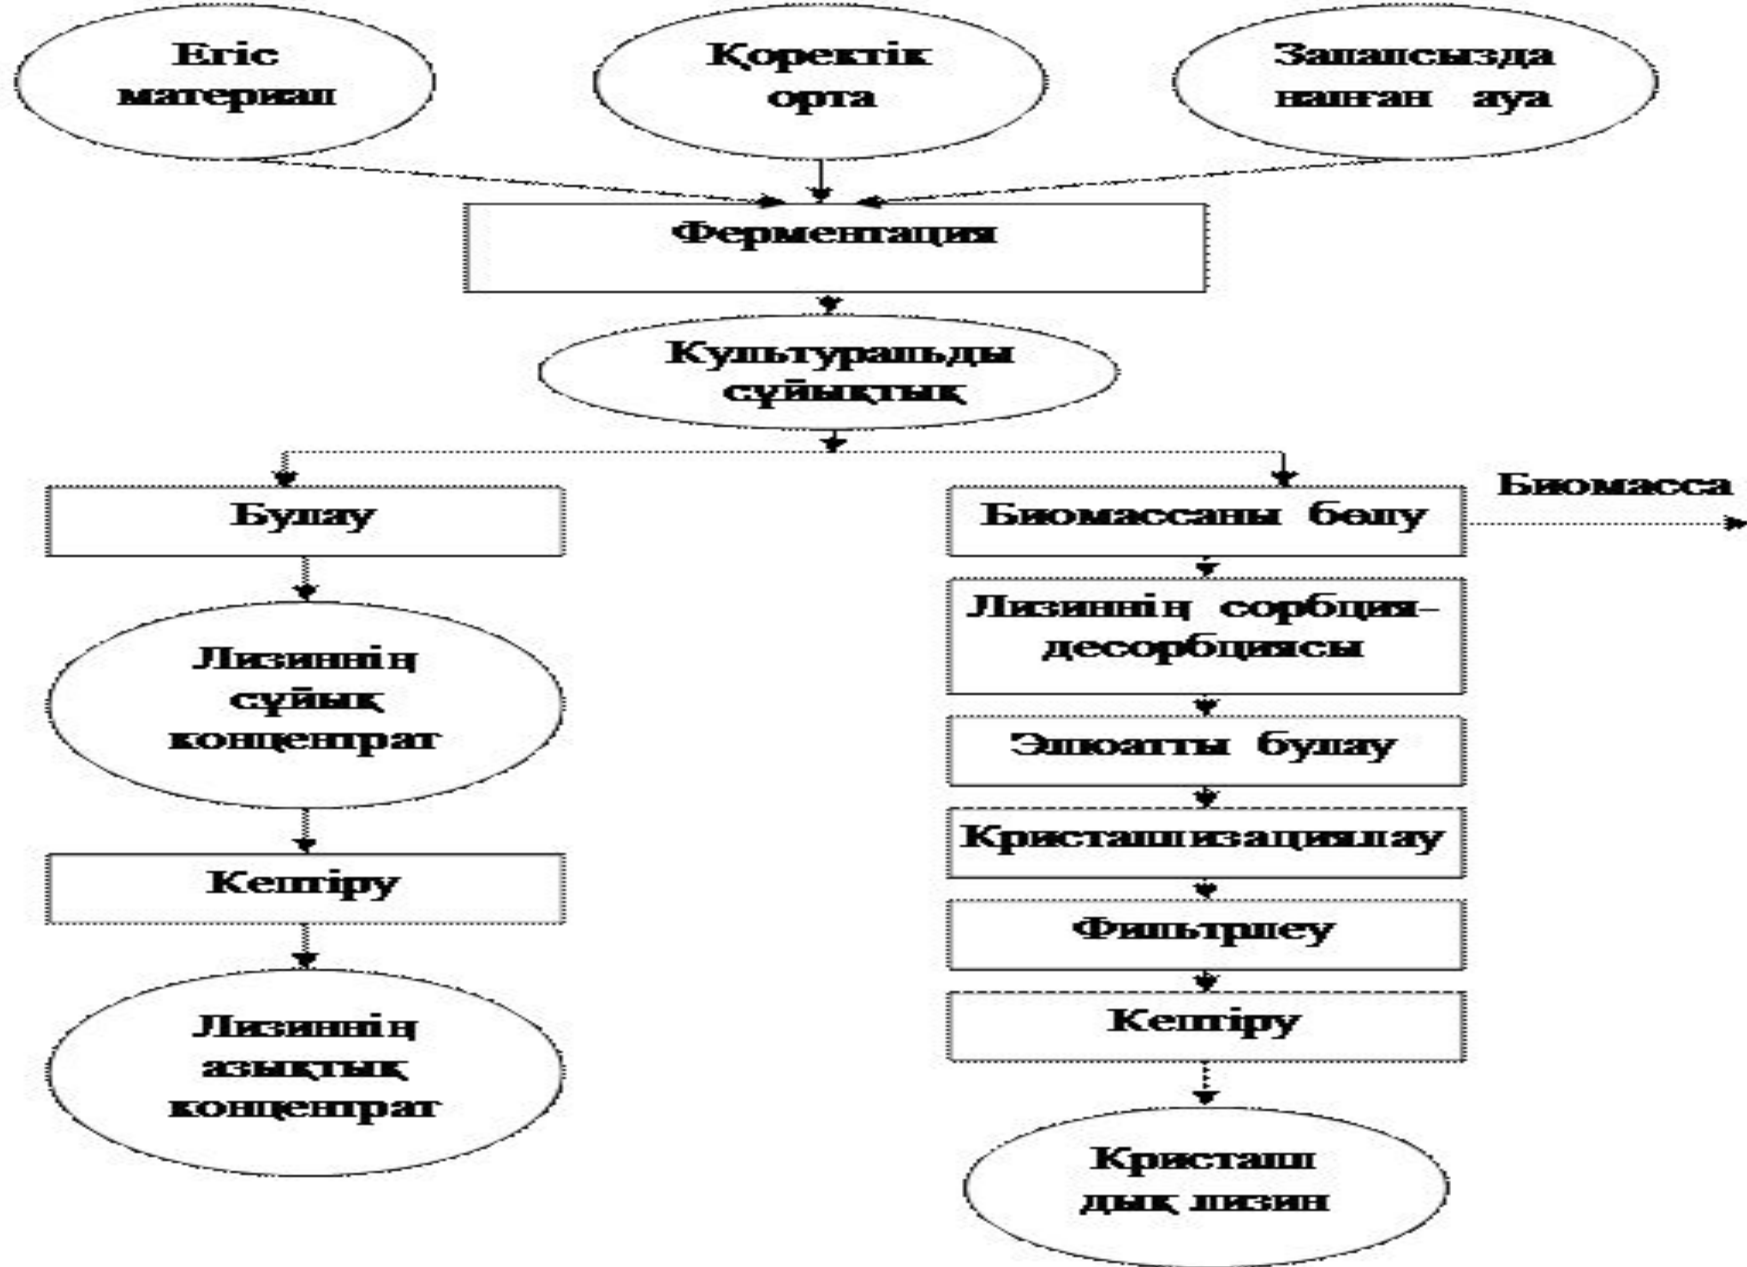 Егіс
материал
Қоректік
орта
Залалсызда
нылған ауа
Ферментация
Культуральды
сұйықтық
Булау
Биомассаны бөлу
Биомасса
Лизиннің
сұйық
концентрат
Лизиннің сорбция-
десорбциясы
Элюатты булау
Кристаллизациялау
Кептіру
Фильтрлеу
Кептіру
Лизиннің
азықтық
концентрат
Кристалл
дық лизин